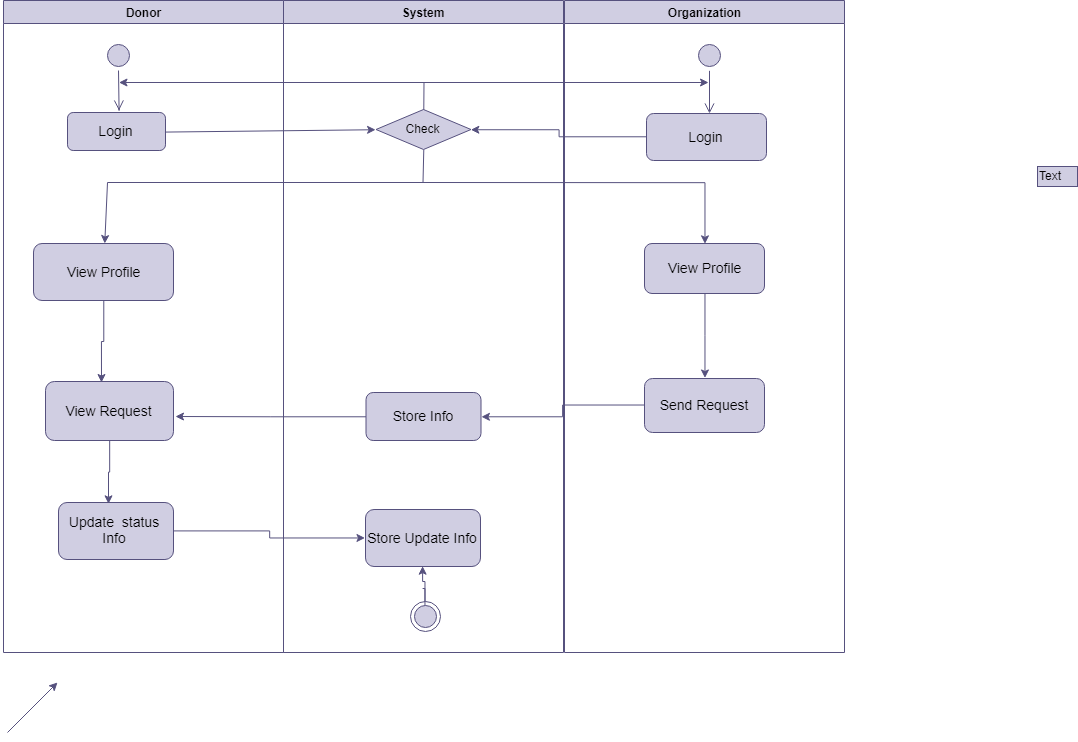 Donor
System
Organization
Login
Check
Login
Text
View Profile
View Profile
View Request
Store Info
Send Request
Update  status
Info
Store Update Info